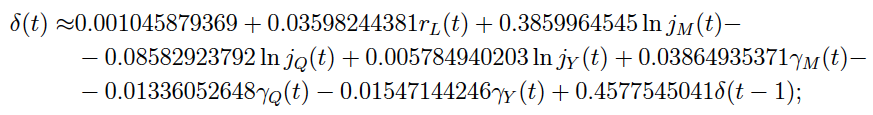 δ(t) ≈0.001045879369 + 0.03598244381r_L(t) + 0.3859964545 ln j_M(t)−
− 0.08582923792 ln j_Q(t) + 0.005784940203 ln j_Y(t) + 0.03864935371γ_M(t)−
− 0.01336052648γ_Q(t) − 0.01547144246γ_Y(t) + 0.4577545041δ(t − 1);